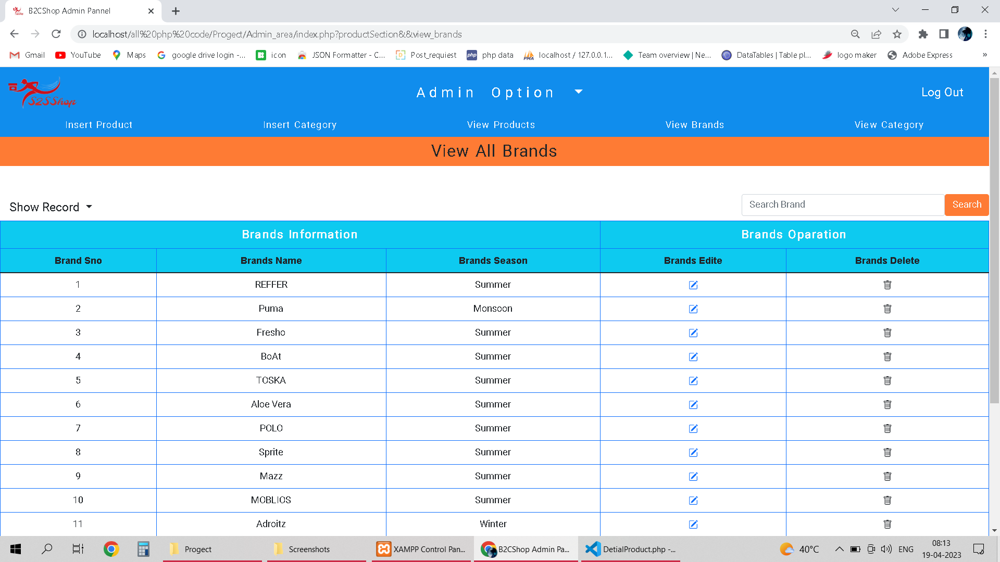 B2CShop Admin Pannel
localhost/all%20php%20code/Progect/Admin_area/index.php?productSection&&view_brands
Gmail YouTube Maps google drive login -... icon JSON Formatter - C... Post_requiest php data localhost / 127.0.0.1... Team overview | Ne... DataTables | Table pl... logo maker Adobe Express »
S2SShop
Admin Option
Log Out
Insert Product Insert Category View Products View Brands View Category
View All Brands
Show Record
Search Brand Search
Brands Information Brands Oparation
Brand Sno Brands Name Brands Season Brands Edite Brands Delete
1 REFFER Summer
2 Puma Monsoon
3 Fresho Summer
4 BoAt Summer
5 TOSKA Summer
6 Aloe Vera Summer
7 POLO Summer
8 Sprite Summer
9 Mazz Summer
10 MOBLIOS Summer
11 Adroitz Winter
Progect Screenshots XAMPP Control Pan... B2CShop Admin Pa... DetialProduct.php -... 40°C ENG
08:13
19-04-2023